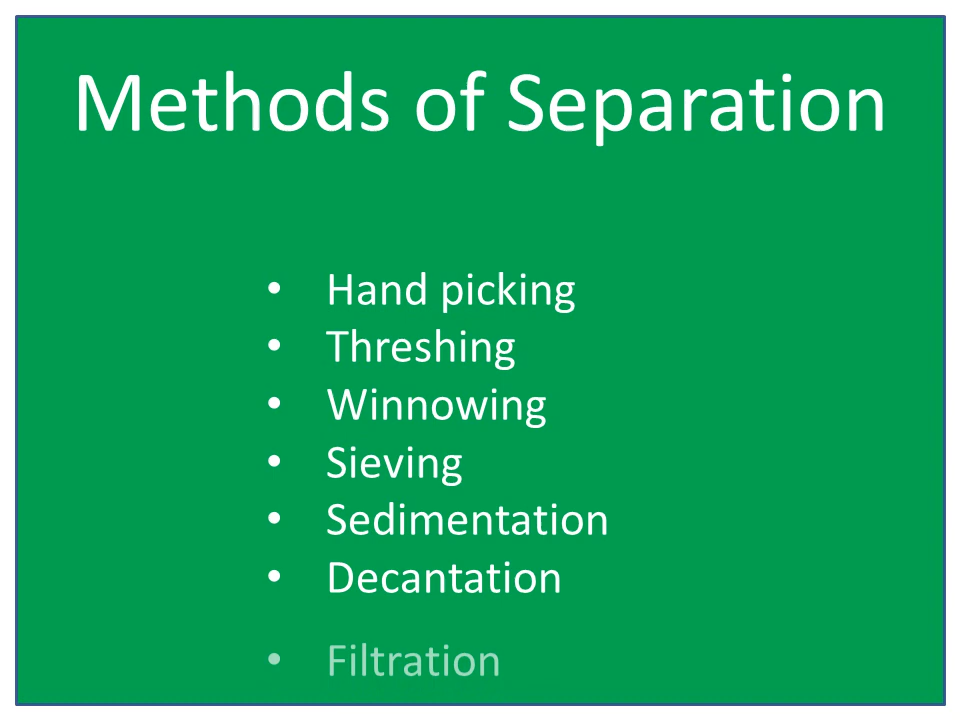 Methods of Separation
• Hand picking
• Threshing
• Winnowing
• Sieving
• Sedimentation
• Decantation
• Filtration